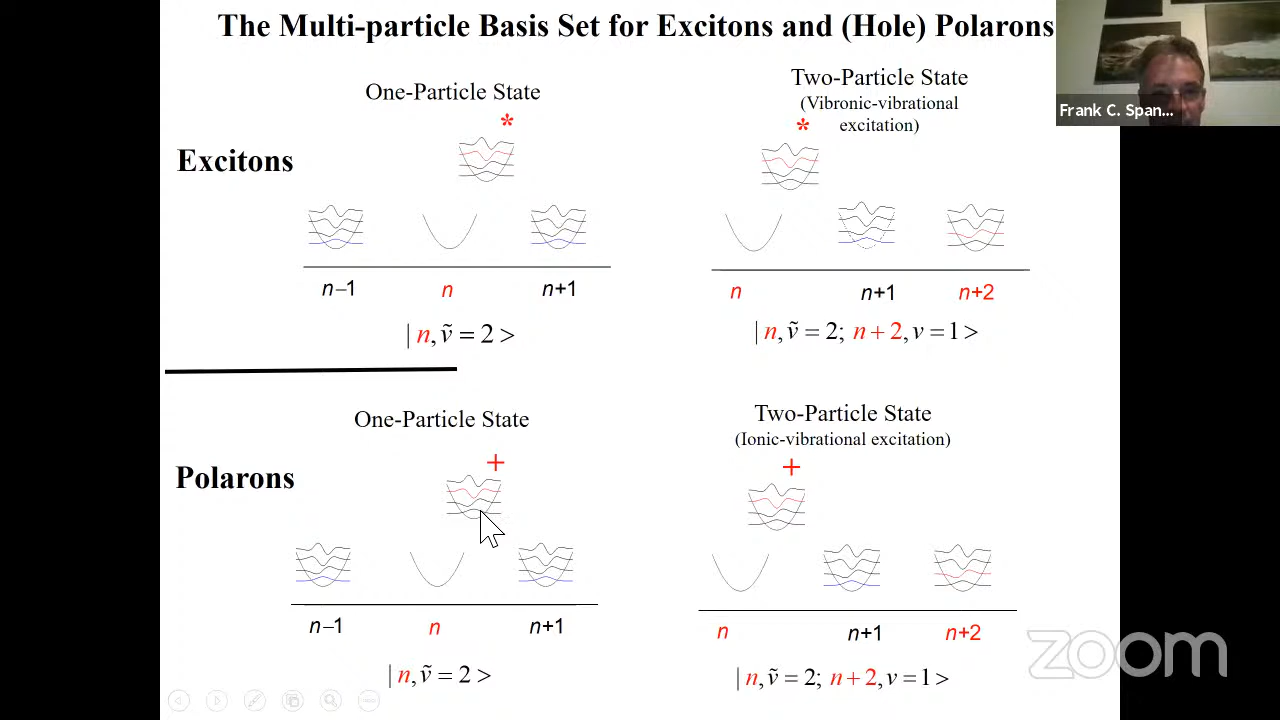 The Multi-particle Basis Set for Excitons and (Hole) Polarons
Frank C. Span...
One-Particle State
Two-Particle State
(Vibronic-vibrational
excitation)
*
*
Excitons
n−1 n n+1
n n+1 n+2
| n, ṽ = 2 >
| n, ṽ = 2; n + 2, v = 1 >
One-Particle State
Two-Particle State
(Ionic-vibrational excitation)
+
+
Polarons
n−1 n n+1
n n+1 n+2
| n, ṽ = 2 >
| n, ṽ = 2; n + 2, v = 1 >
zoom